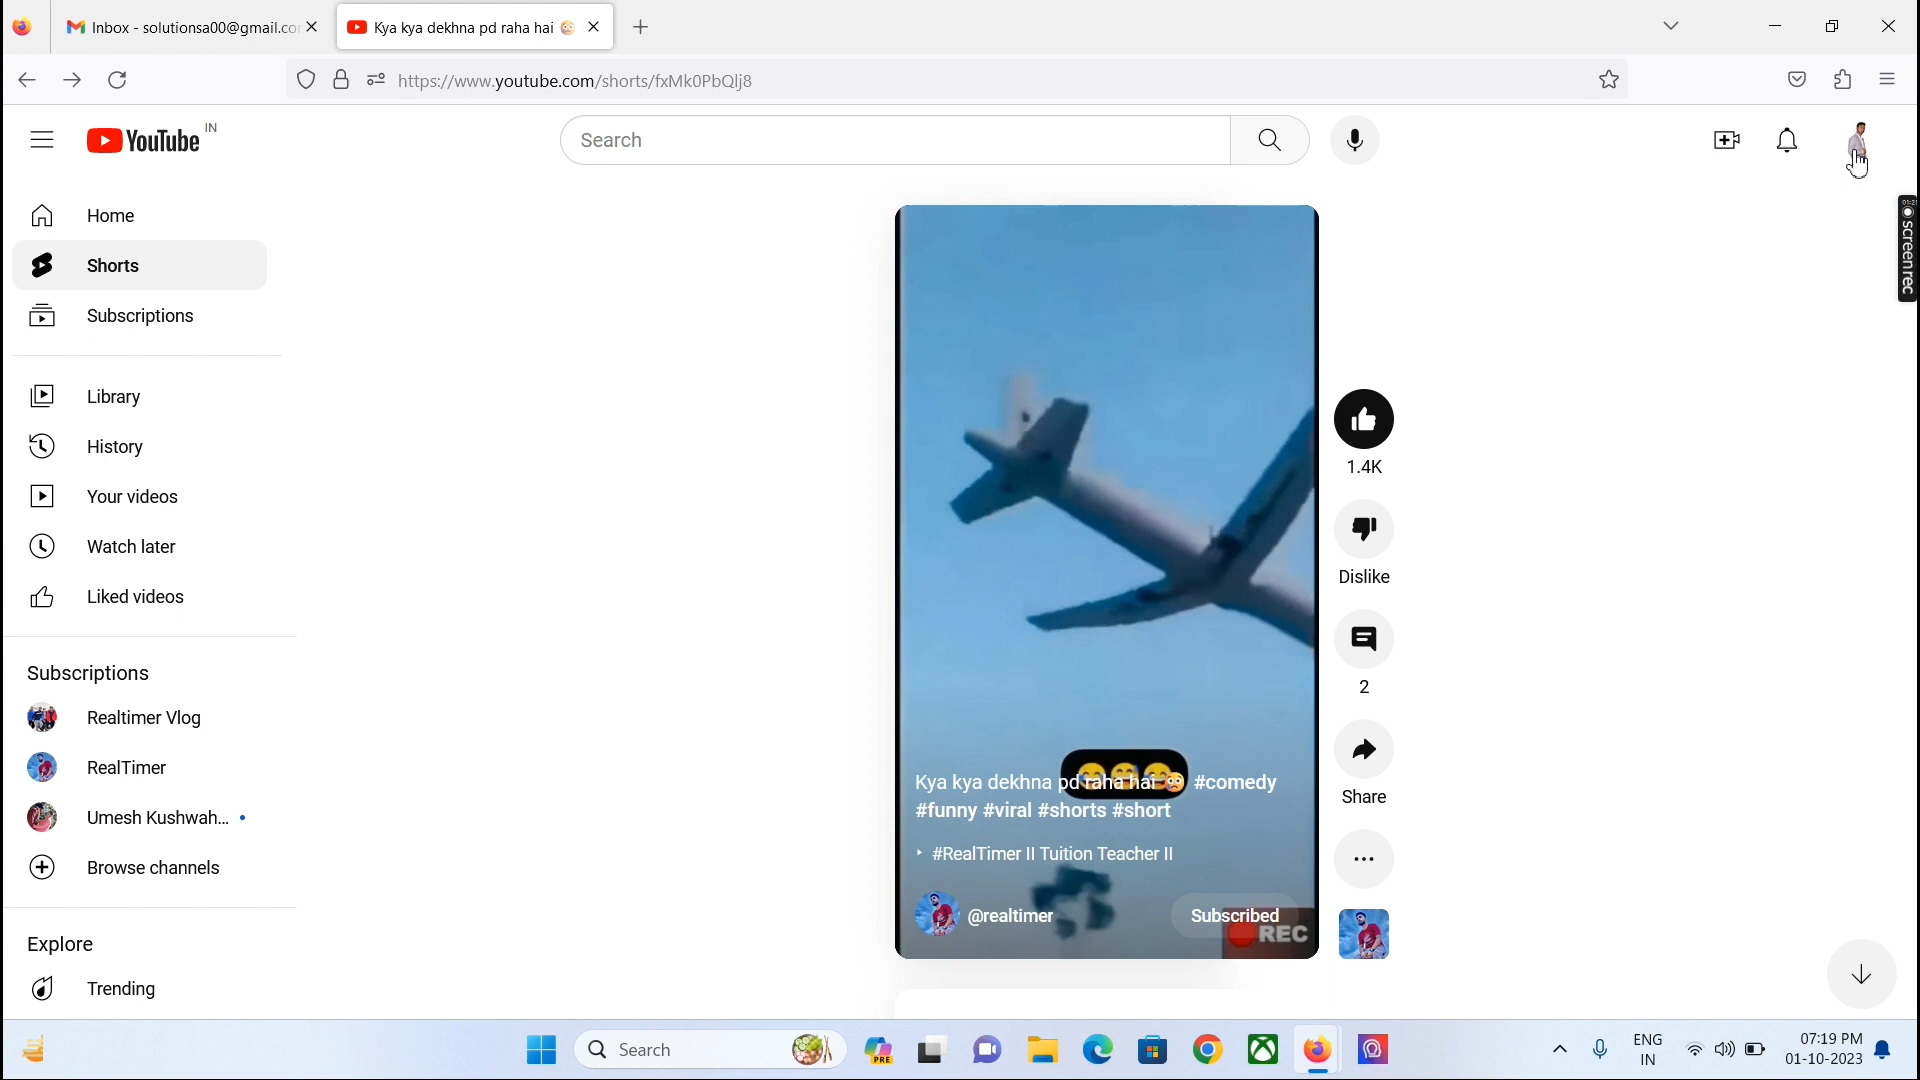 Inbox - solutionsa00@gmail.co
Kya kya dekhna pd raha hai 😳
https://www.youtube.com/shorts/fxMk0PbQlj8
YouTube IN
Search
Home
Shorts
Subscriptions
Library
History
Your videos
Watch later
Liked videos
Subscriptions
Realtimer Vlog
RealTimer
Umesh Kushwah...
Browse channels
Explore
Trending
Kya kya dekhna pd raha hai 😳 #comedy
#funny #viral #shorts #short
#RealTimer II Tuition Teacher II
@realtimer
Subscribed
REC
1.4K
Dislike
2
Share
screenrec
Search
PRE
ENG
IN
07:19 PM
01-10-2023